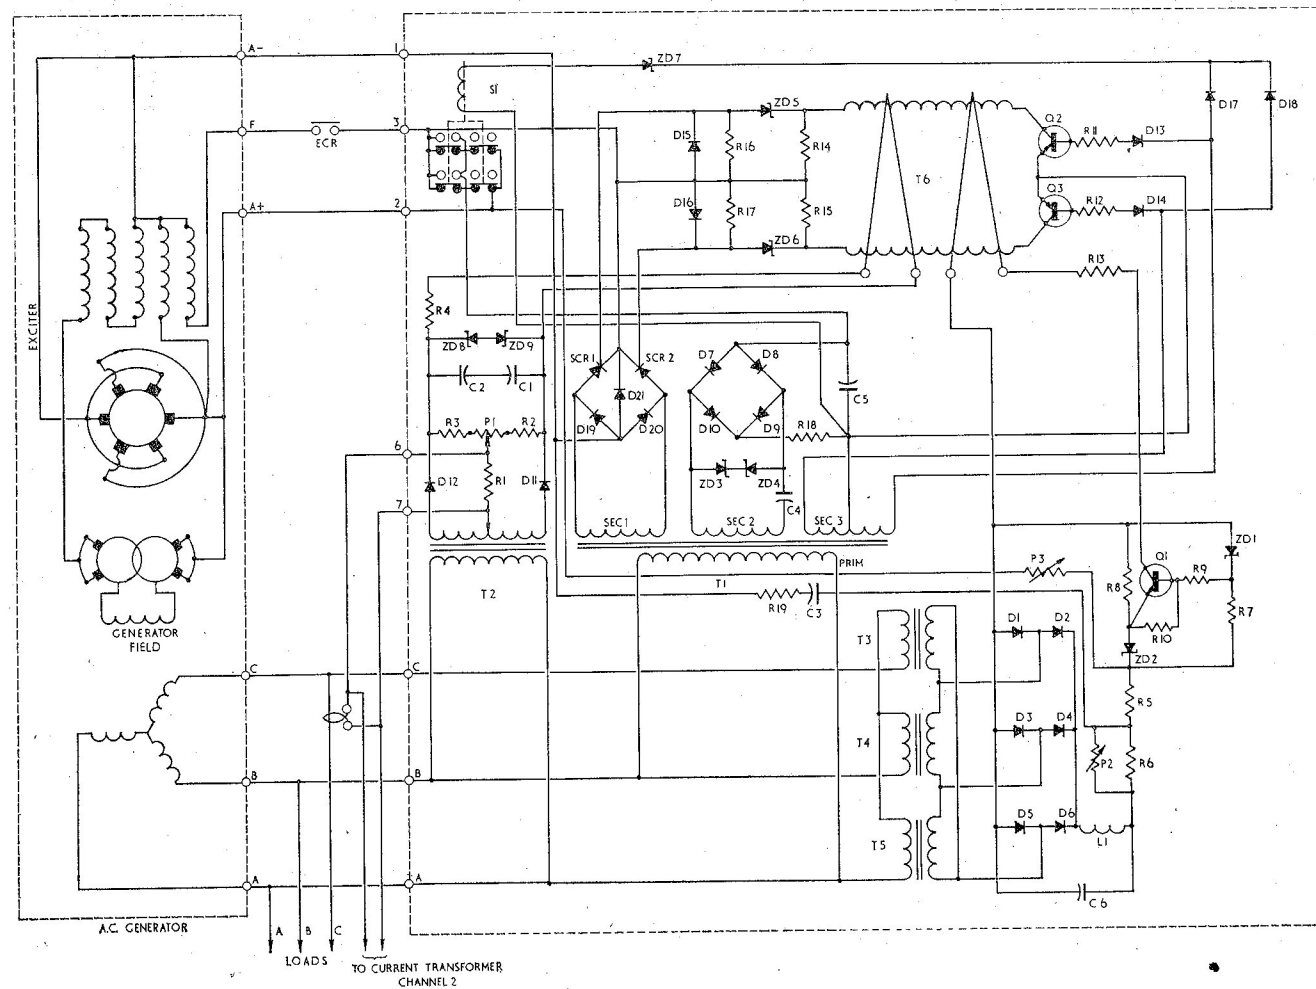 A-
1
ZD7
S1
D17
D18
F
3
ECR
ZD5
Q2
R11
D13
D15
R16
R14
T6
A+
2
D16
R17
R15
Q3
R12
D14
ZD6
R13
EXCITER
R4
ZD8
ZD9
SCR1
SCR2
D7
D8
C2
C1
D21
C5
R3
P1
R2
D19
D20
D10
D9
R18
6
D12
R1
D11
ZD3
ZD4
C4
7
SEC1
SEC 2
SEC 3
PRIM
T2
T1
P3
Q1
ZD1
R8
R9
R7
R19
C3
R10
ZD2
GENERATOR
FIELD
T3
D1
D2
C
C
R5
T4
D3
D4
P2
R6
B
B
T5
D5
D6
L1
A
A
C6
A.C. GENERATOR
A
B
C
LOADS
TO CURRENT TRANSFORMER
CHANNEL 2